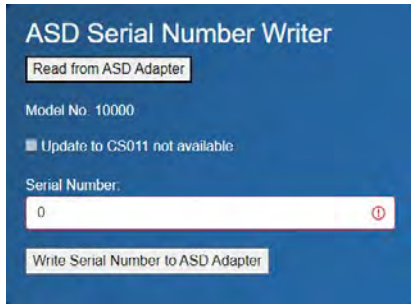 ASD Serial Number Writer
Read from ASD Adapter
Model No: 10000
Update to CS011 not available
Serial Number:
0
Write Serial Number to ASD Adapter